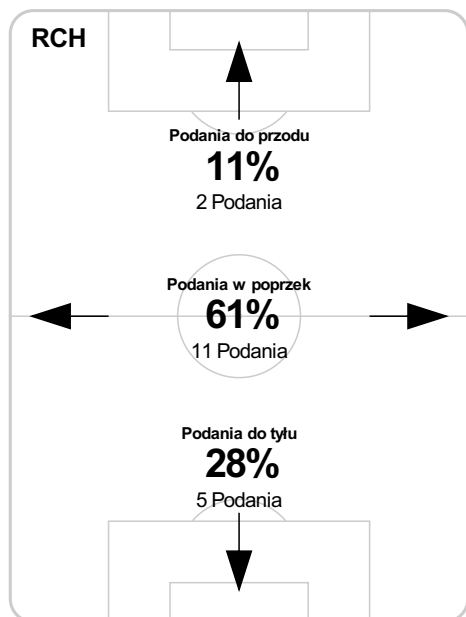 RCH
Podania do przodu
11%
2 Podania
Podania w poprzek
61%
11 Podania
Podania do tyłu
28%
5 Podania